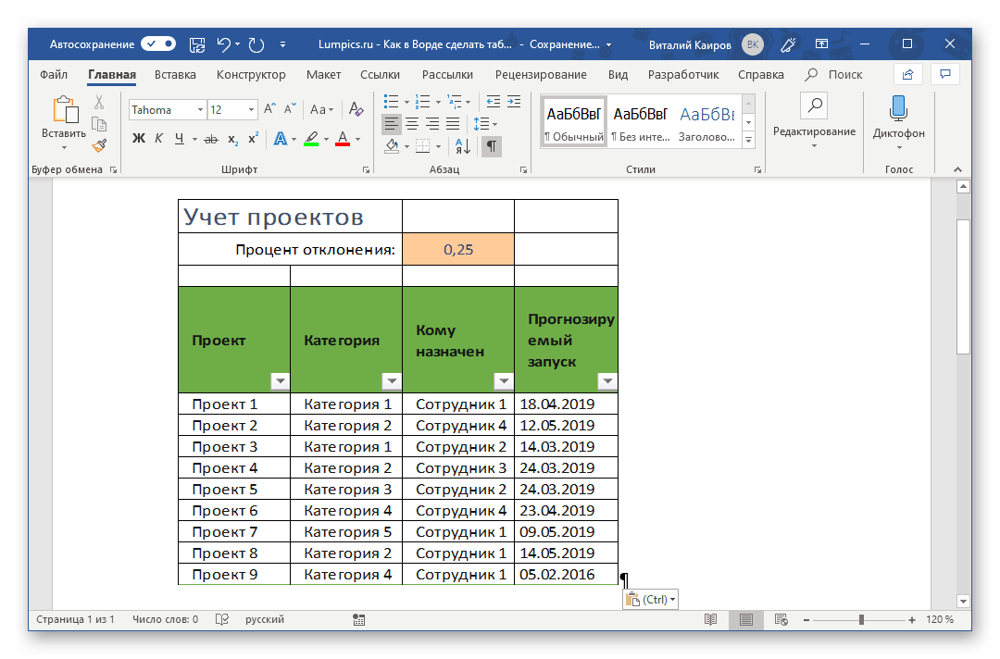 Автосохранение Lumpics.ru - Как в Ворде сделать таб... - Сохранение... Виталий Каиров ВК
Файл Главная Вставка Конструктор Макет Ссылки Рассылки Рецензирование Вид Разработчик Справка Поиск
Вставить
Буфер обмена
Tahoma 12 A A Aa A
Ж К Ч ab x₂ x² A A
Шрифт
Абзац
АаБбВвГ АаБбВвГ АаБбВв
¶ Обычный ¶ Без инте... Заголово...
Стили
Редактирование
Диктофон
Голос
Учет проектов
Процент отклонения: 0,25
Проект Категория Кому назначен Прогнозируемый запуск
Проект 1 Категория 1 Сотрудник 1 18.04.2019
Проект 2 Категория 2 Сотрудник 4 12.05.2019
Проект 3 Категория 1 Сотрудник 2 14.03.2019
Проект 4 Категория 2 Сотрудник 3 24.03.2019
Проект 5 Категория 3 Сотрудник 2 24.03.2019
Проект 6 Категория 4 Сотрудник 4 23.04.2019
Проект 7 Категория 5 Сотрудник 1 09.05.2019
Проект 8 Категория 2 Сотрудник 1 14.05.2019
Проект 9 Категория 4 Сотрудник 1 05.02.2016
¶
(Ctrl)
Страница 1 из 1 Число слов: 0 русский 120 %